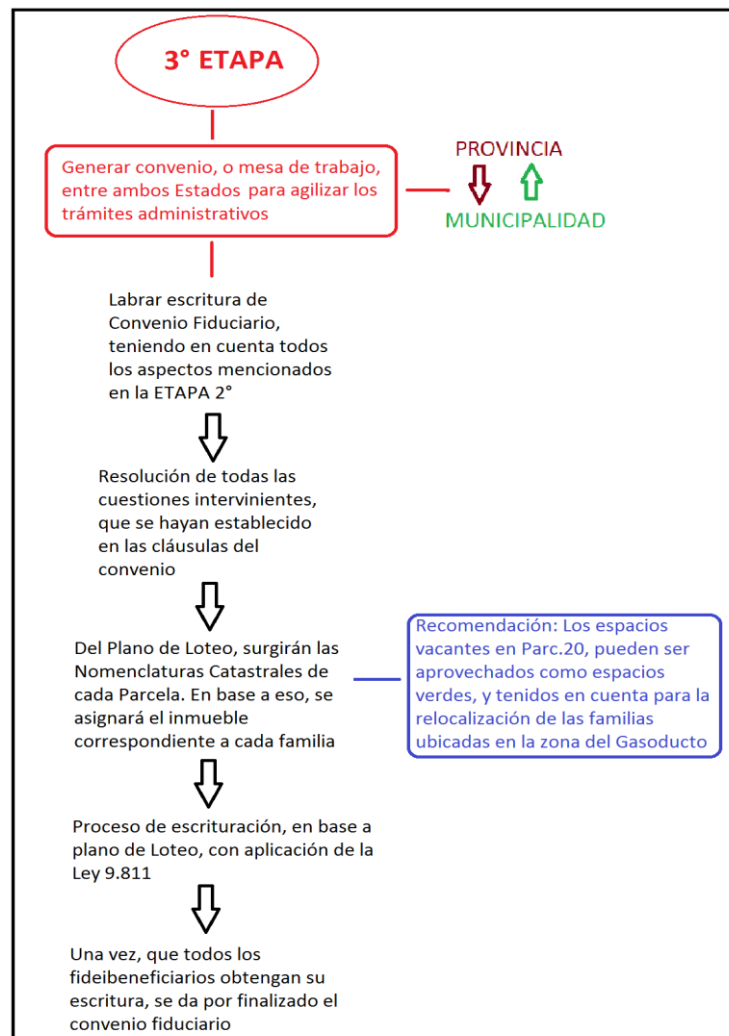 3° ETAPA
Generar convenio, o mesa de trabajo,
entre ambos Estados para agilizar los
trámites administrativos
PROVINCIA
MUNICIPALIDAD
Labrar escritura de
Convenio Fiduciario,
teniendo en cuenta todos
los aspectos mencionados
en la ETAPA 2°
Resolución de todas las
cuestiones intervinientes,
que se hayan establecido
en las cláusulas del
convenio
Del Plano de Loteo, surgirán las
Nomenclaturas Catastrales de
cada Parcela. En base a eso, se
asignará el inmueble
correspondiente a cada familia
Recomendación: Los espacios
vacantes en Parc.20, pueden ser
aprovechados como espacios
verdes, y tenidos en cuenta para la
relocalización de las familias
ubicadas en la zona del Gasoducto
Proceso de escrituración, en base a
plano de Loteo, con aplicación de la
Ley 9.811
Una vez, que todos los
fideibeneficiarios obtengan su
escritura, se da por finalizado el
convenio fiduciario